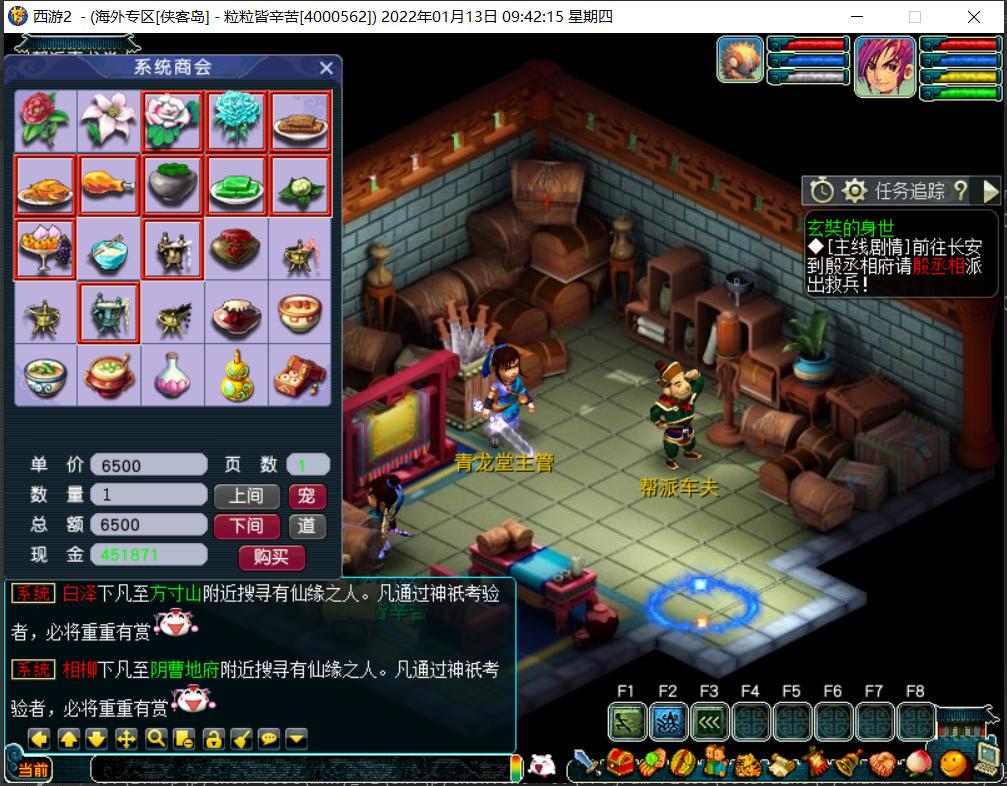 西游2 - (海外专区[侠客岛] - 粒粒皆辛苦[4000562]) 2022年01月13日 09:42:15 星期四
系统商会
任务追踪 ?
玄奘的身世
◆[主线剧情]前往长安
到殷丞相府请殷丞相派
出救兵!
青龙堂主管
帮派车夫
单 价 6500 页 数 1
数 量 1 上一间 宠
总 额 6500 下一间 道
现 金 451871 购买
系统 白泽下凡至方寸山附近搜寻有仙缘之人。凡通过神祇考验
者，必将重重有赏
系统 相柳下凡至阴曹地府附近搜寻有仙缘之人。凡通过神祇考
验者，必将重重有赏
F1 F2 F3 F4 F5 F6 F7 F8
当前